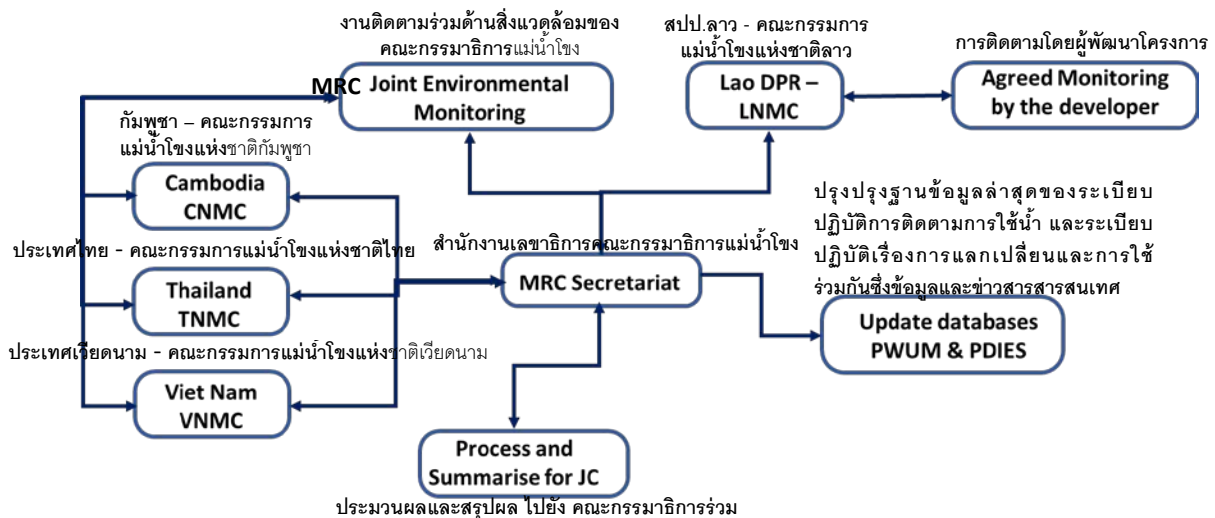 งานติดตามร่วมด้านสิ่งแวดล้อมของ
คณะกรรมาธิการแม่น้ำโขง
MRC Joint Environmental
Monitoring
สปป.ลาว - คณะกรรมการ
แม่น้ำโขงแห่งชาติลาว
Lao DPR –
LNMC
การติดตามโดยผู้พัฒนาโครงการ
Agreed Monitoring
by the developer
กัมพูชา – คณะกรรมการ
แม่น้ำโขงแห่งชาติกัมพูชา
Cambodia
CNMC
ประเทศไทย - คณะกรรมการแม่น้ำโขงแห่งชาติไทย
Thailand
TNMC
ประเทศเวียดนาม - คณะกรรมการแม่น้ำโขงแห่งชาติเวียดนาม
Viet Nam
VNMC
สำนักงานเลขาธิการคณะกรรมาธิการแม่น้ำโขง
MRC Secretariat
ปรุงปรุงฐานข้อมูลล่าสุดของระเบียบ
ปฏิบัติการติดตามการใช้น้ำ และระเบียบ
ปฏิบัติเรื่องการแลกเปลี่ยนและการใช้
ร่วมกันซึ่งข้อมูลและข่าวสารสารสนเทศ
Update databases
PWUM & PDIES
Process and
Summarise for JC
ประมวนผลและสรุปผล ไปยัง คณะกรรมาธิการร่วม